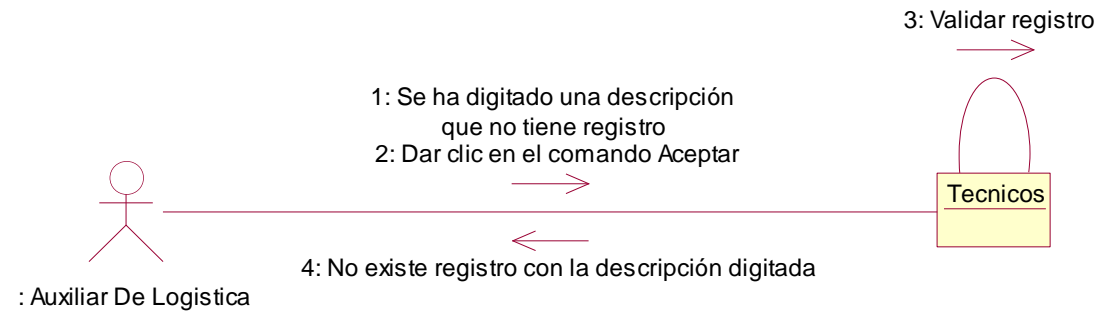 3: Validar registro
1: Se ha digitado una descripción
que no tiene registro
2: Dar clic en el comando Aceptar
Tecnicos
4: No existe registro con la descripción digitada
: Auxiliar De Logistica